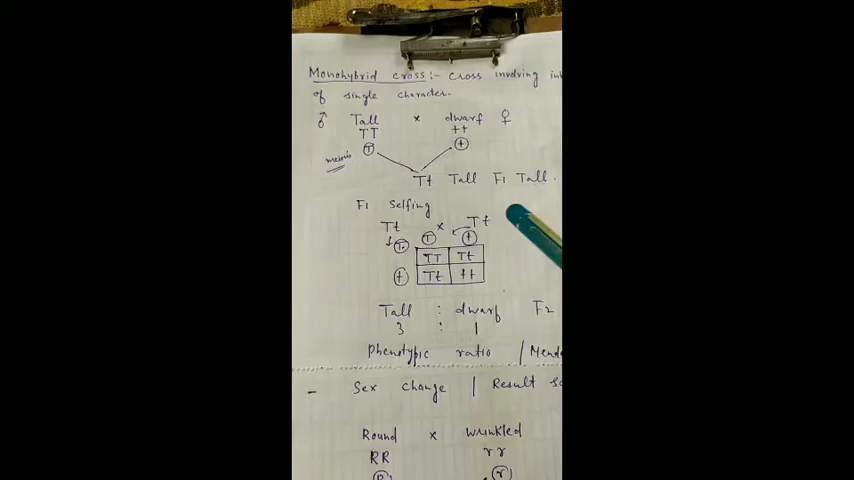 Monohybrid cross :- cross involving
of single character.
♂ Tall × dwarf ♀
TT tt
meiosis T t
Tt Tall F1 Tall.
F1 selfing
Tt × Tt
T T t
TT Tt
t Tt tt
Tall : dwarf F2
3 : 1
Phenotypic ratio /
- Sex change / Result
Round × wrinkled
RR rr
R r